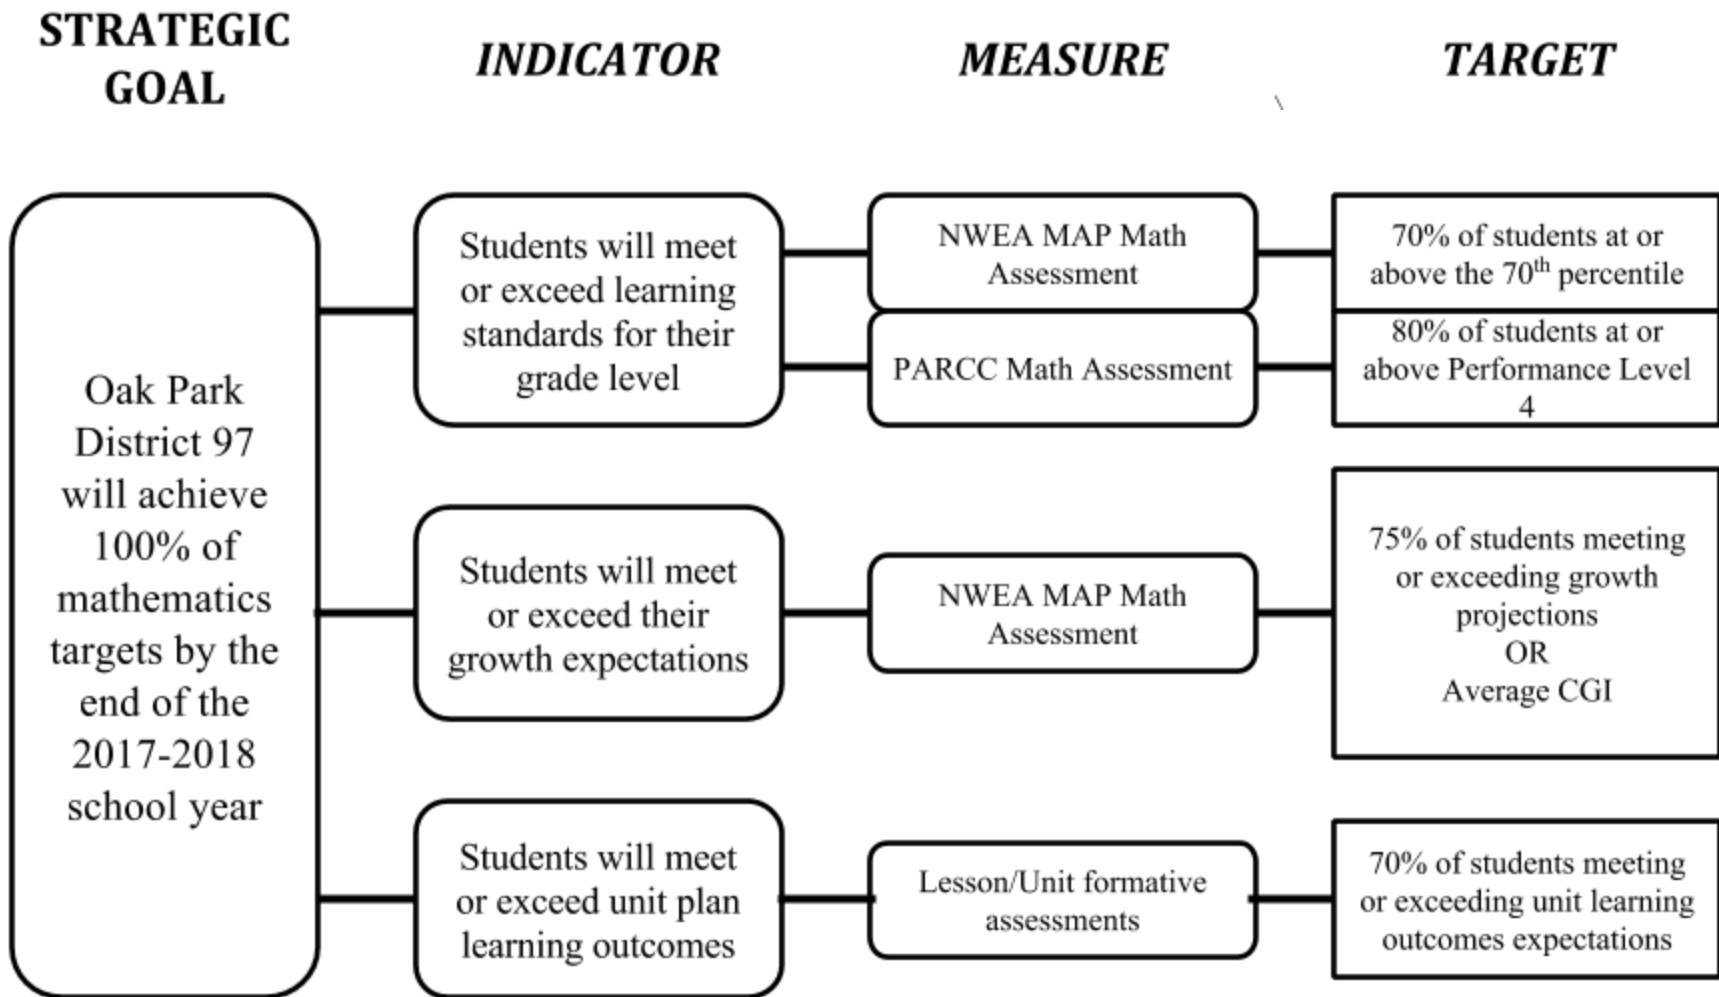 STRATEGIC
GOAL
INDICATOR
MEASURE
TARGET
Oak Park
District 97
will achieve
100% of
mathematics
targets by the
end of the
2017-2018
school year
Students will meet
or exceed learning
standards for their
grade level
NWEA MAP Math
Assessment
70% of students at or
above the 70th percentile
PARCC Math Assessment
80% of students at or
above Performance Level
4
Students will meet
or exceed their
growth expectations
NWEA MAP Math
Assessment
75% of students meeting
or exceeding growth
projections
OR
Average CGI
Students will meet
or exceed unit plan
learning outcomes
Lesson/Unit formative
assessments
70% of students meeting
or exceeding unit learning
outcomes expectations